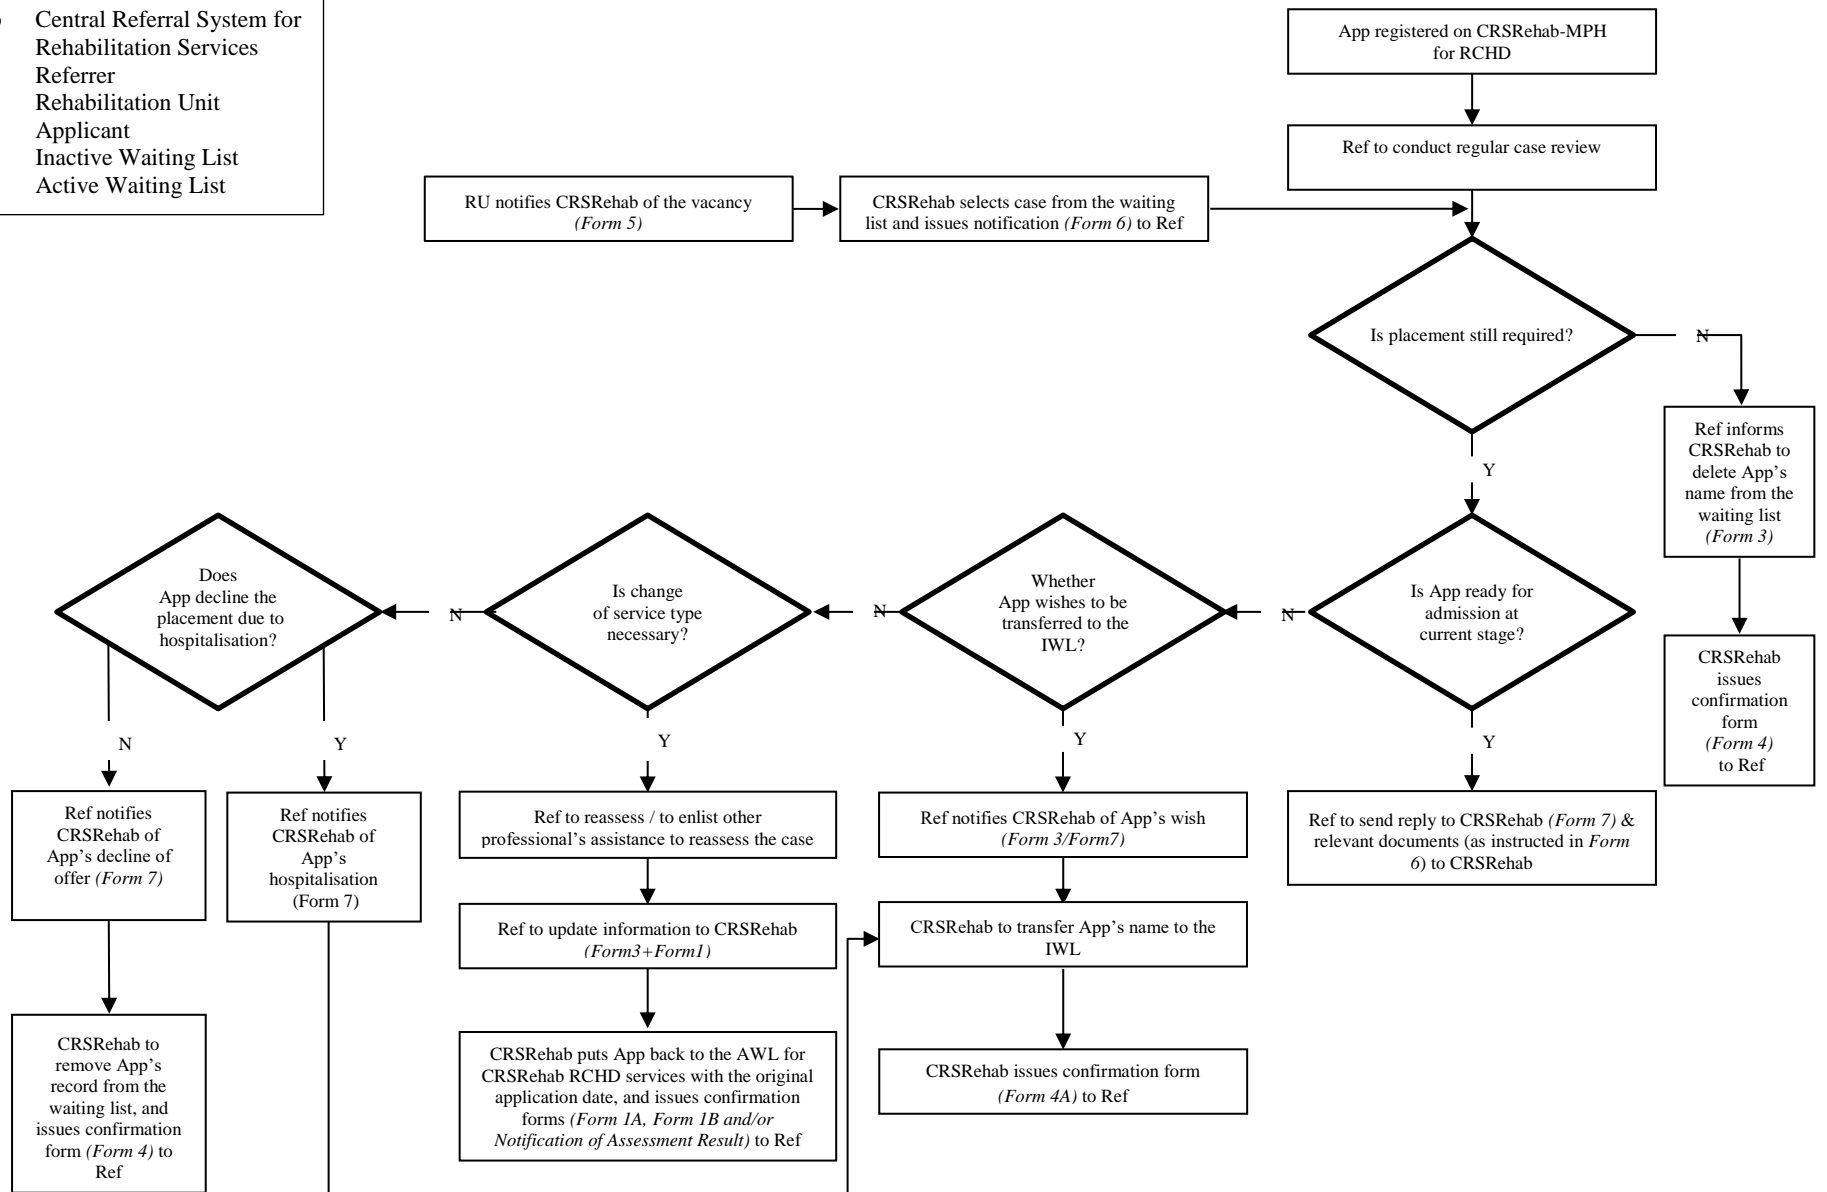 Central Referral System for
Rehabilitation Services
Referrer
Rehabilitation Unit
Applicant
Inactive Waiting List
Active Waiting List
App registered on CRSRehab-MPH
for RCHD
Ref to conduct regular case review
RU notifies CRSRehab of the vacancy
(Form 5)
CRSRehab selects case from the waiting
list and issues notification (Form 6) to Ref
Is placement still required?
N
Ref informs
CRSRehab to
delete App's
name from the
waiting list
(Form 3)
Y
Does
App decline the
placement due to
hospitalisation?
N
Is change
of service type
necessary?
N
Whether
App wishes to be
transferred to the
IWL?
N
Is App ready for
admission at
current stage?
CRSRehab
issues
confirmation
form
(Form 4)
to Ref
N
Y
Y
Y
Y
Ref notifies
CRSRehab of
App's decline of
offer (Form 7)
Ref notifies
CRSRehab of
App's
hospitalisation
(Form 7)
Ref to reassess / to enlist other
professional's assistance to reassess the case
Ref notifies CRSRehab of App's wish
(Form 3/Form7)
Ref to send reply to CRSRehab (Form 7) &
relevant documents (as instructed in Form
6) to CRSRehab
Ref to update information to CRSRehab
(Form3+Form1)
CRSRehab to transfer App's name to the
IWL
CRSRehab to
remove App's
record from the
waiting list, and
issues confirmation
form (Form 4) to
Ref
CRSRehab puts App back to the AWL for
CRSRehab RCHD services with the original
application date, and issues confirmation
forms (Form 1A, Form 1B and/or
Notification of Assessment Result) to Ref
CRSRehab issues confirmation form
(Form 4A) to Ref